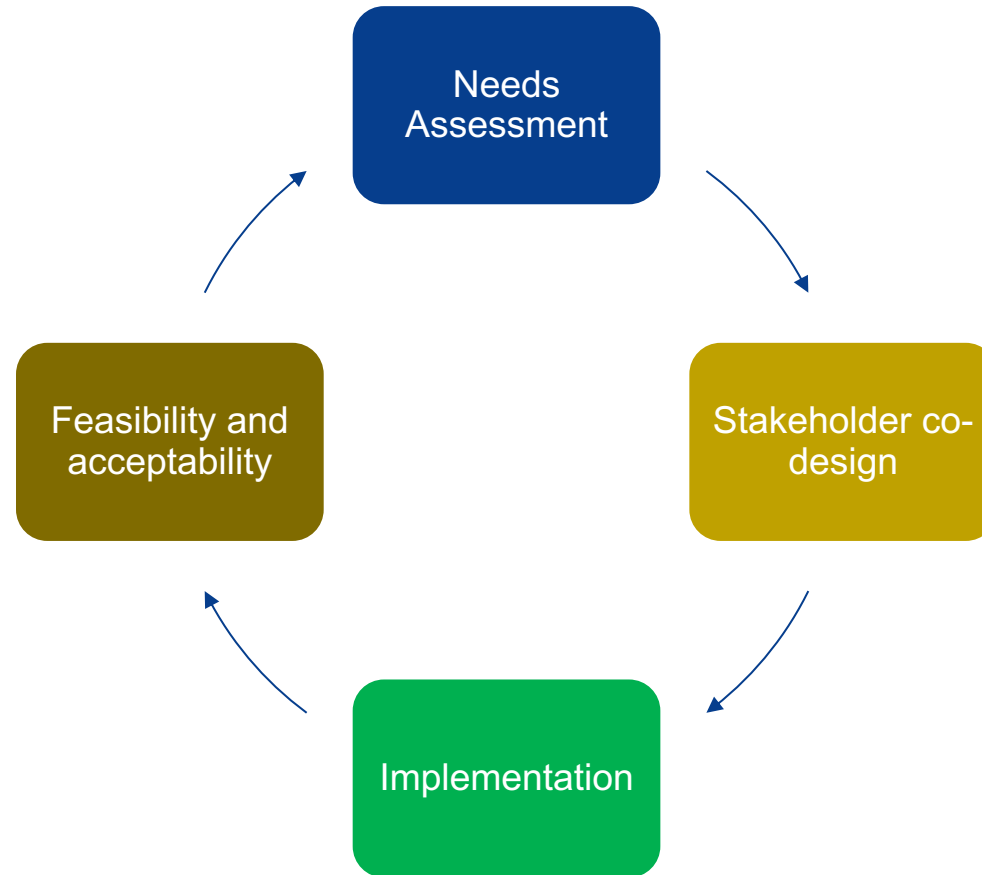 Needs
Assessment
Stakeholder co-
design
Implementation
Feasibility and
acceptability